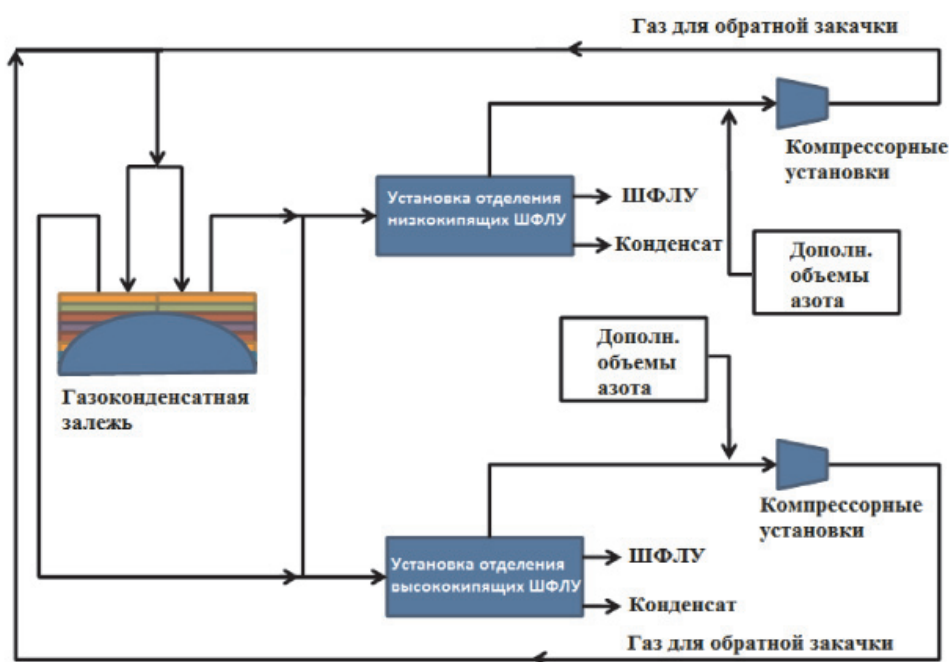 Газ для обратной закачки
Компрессорные
установки
Установка отделения
низкокипящих ШФЛУ
ШФЛУ
Конденсат
Дополн.
объемы
азота
Дополн.
объемы
азота
Газоконденсатная
залежь
Компрессорные
установки
Установка отделения
высококипящих ШФЛУ
ШФЛУ
Конденсат
Газ для обратной закачки